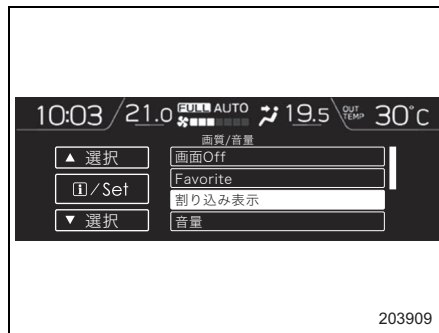 10:03 21.0 FULL AUTO 19.5 OUT TEMP 30°C
画質/音量
▲ 選択
i/Set
▼ 選択
画面Off
Favorite
割り込み表示
音量
203909